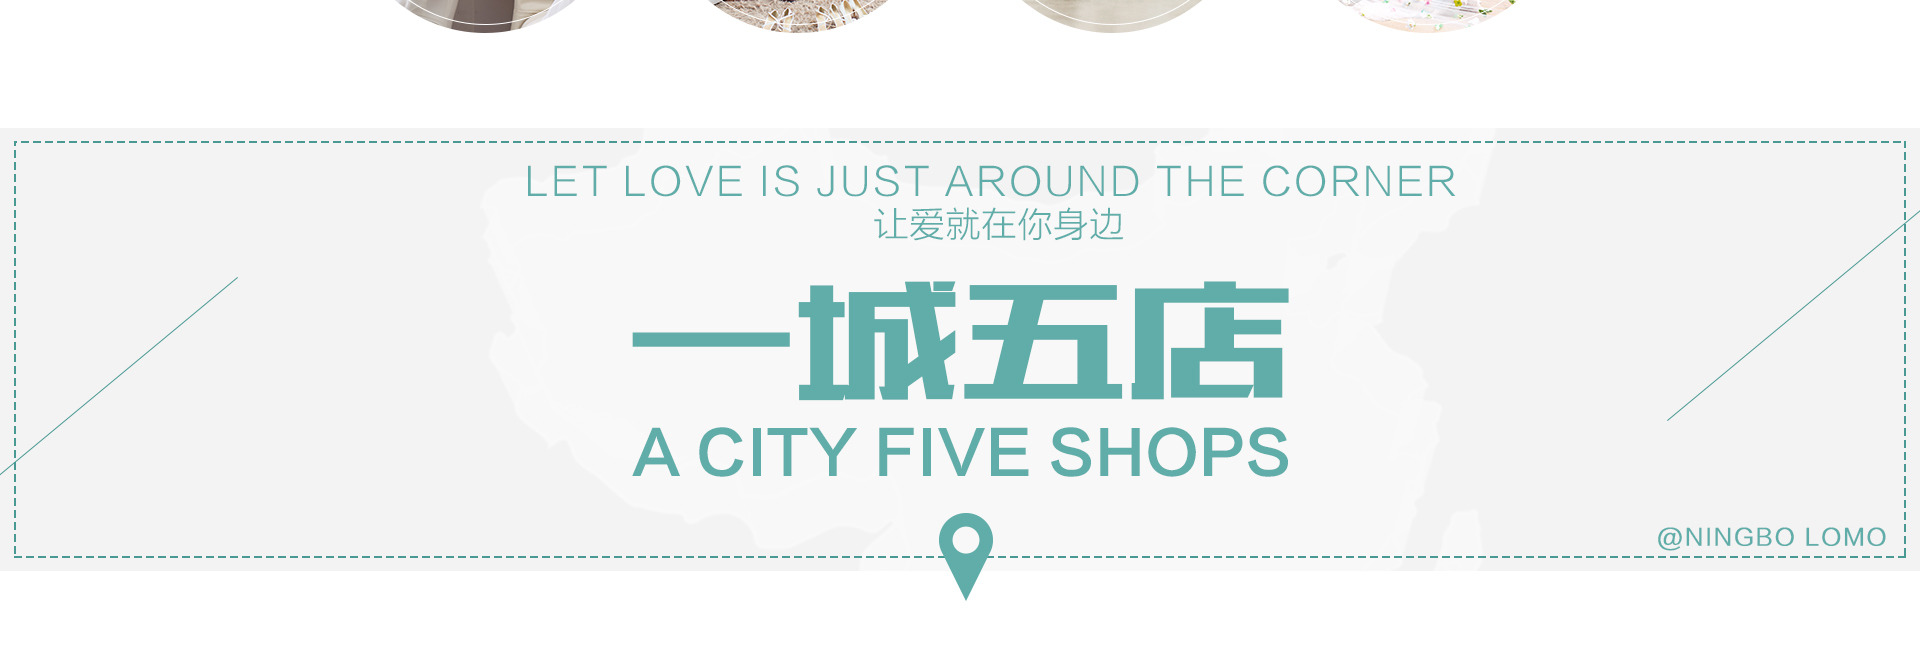 LET LOVE IS JUST AROUND THE CORNER
让爱就在你身边
一城五店
A CITY FIVE SHOPS
@NINGBO LOMO